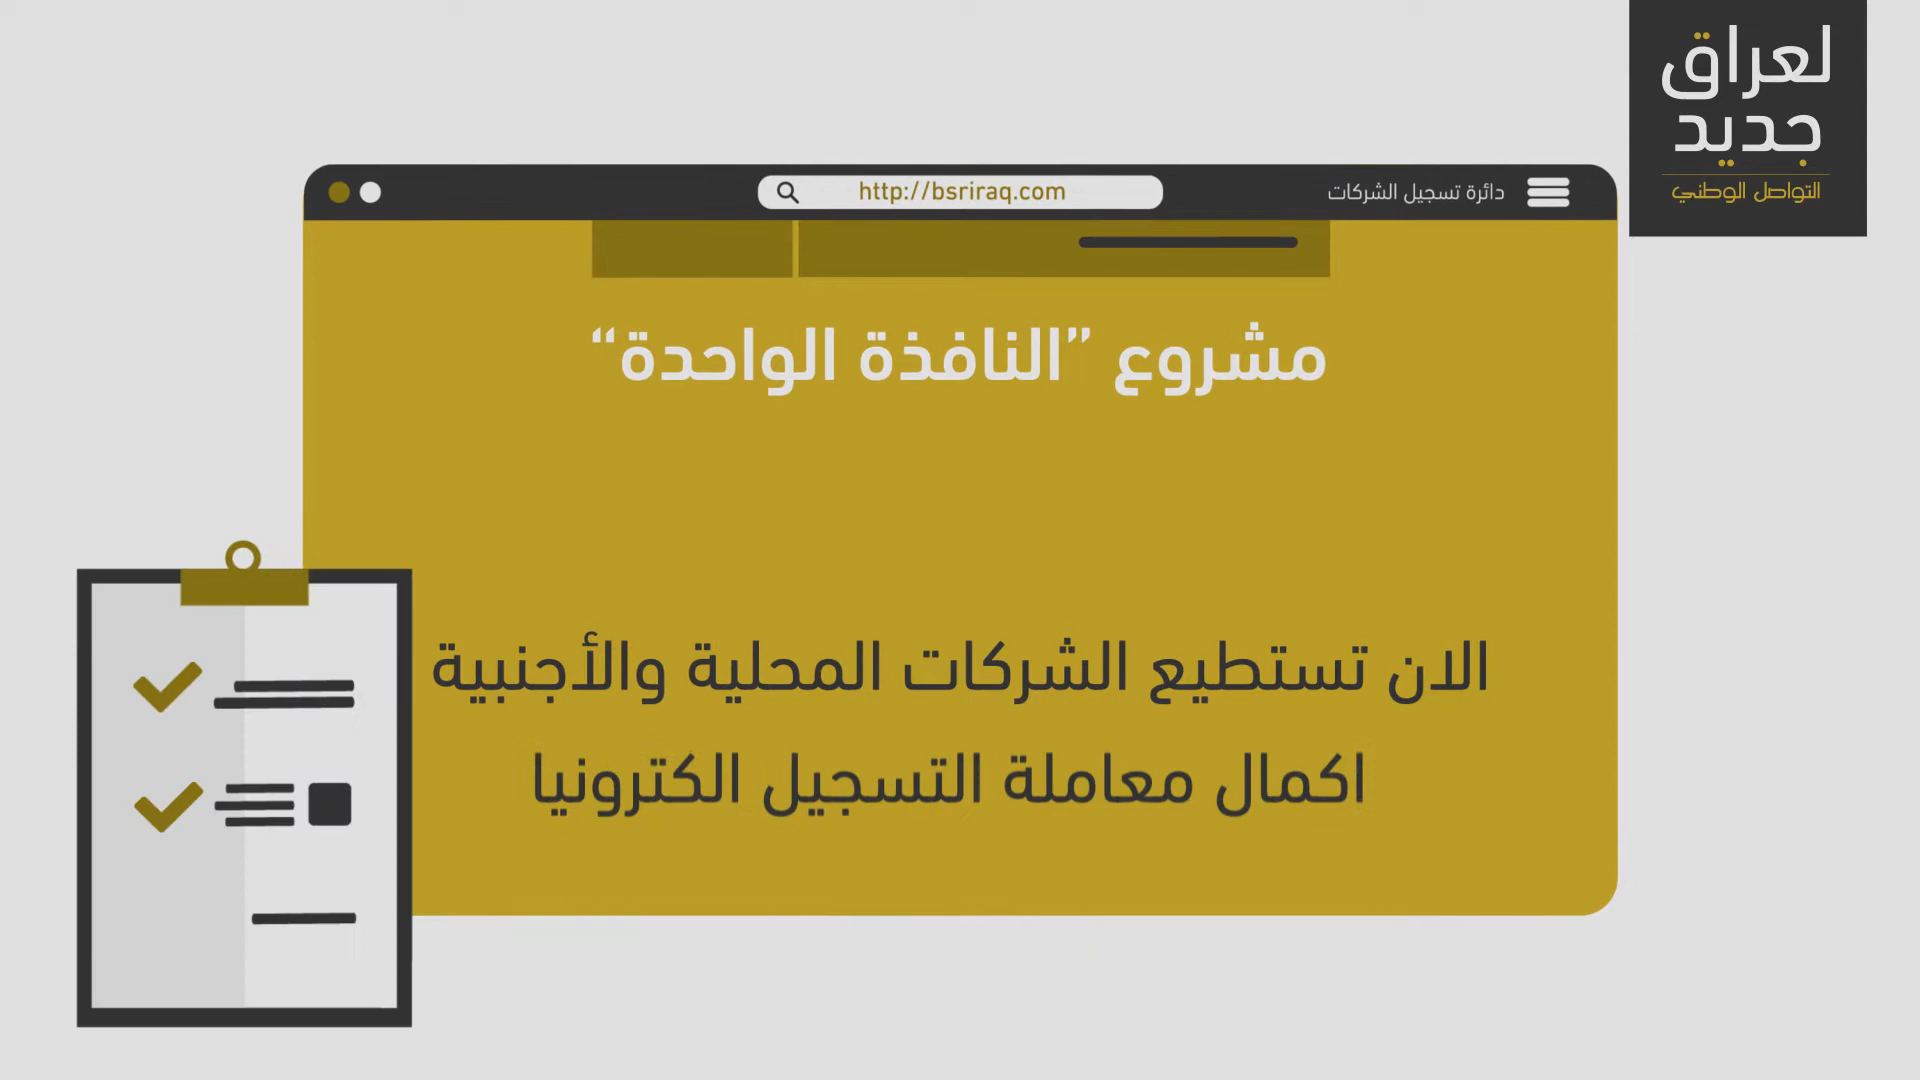 لعراق
جديد
التواصل الوطني
دائرة تسجيل الشركات
http://bsriraq.com
مشروع ”النافذة الواحدة“
الان تستطيع الشركات المحلية والأجنبية
اكمال معاملة التسجيل الكترونيا